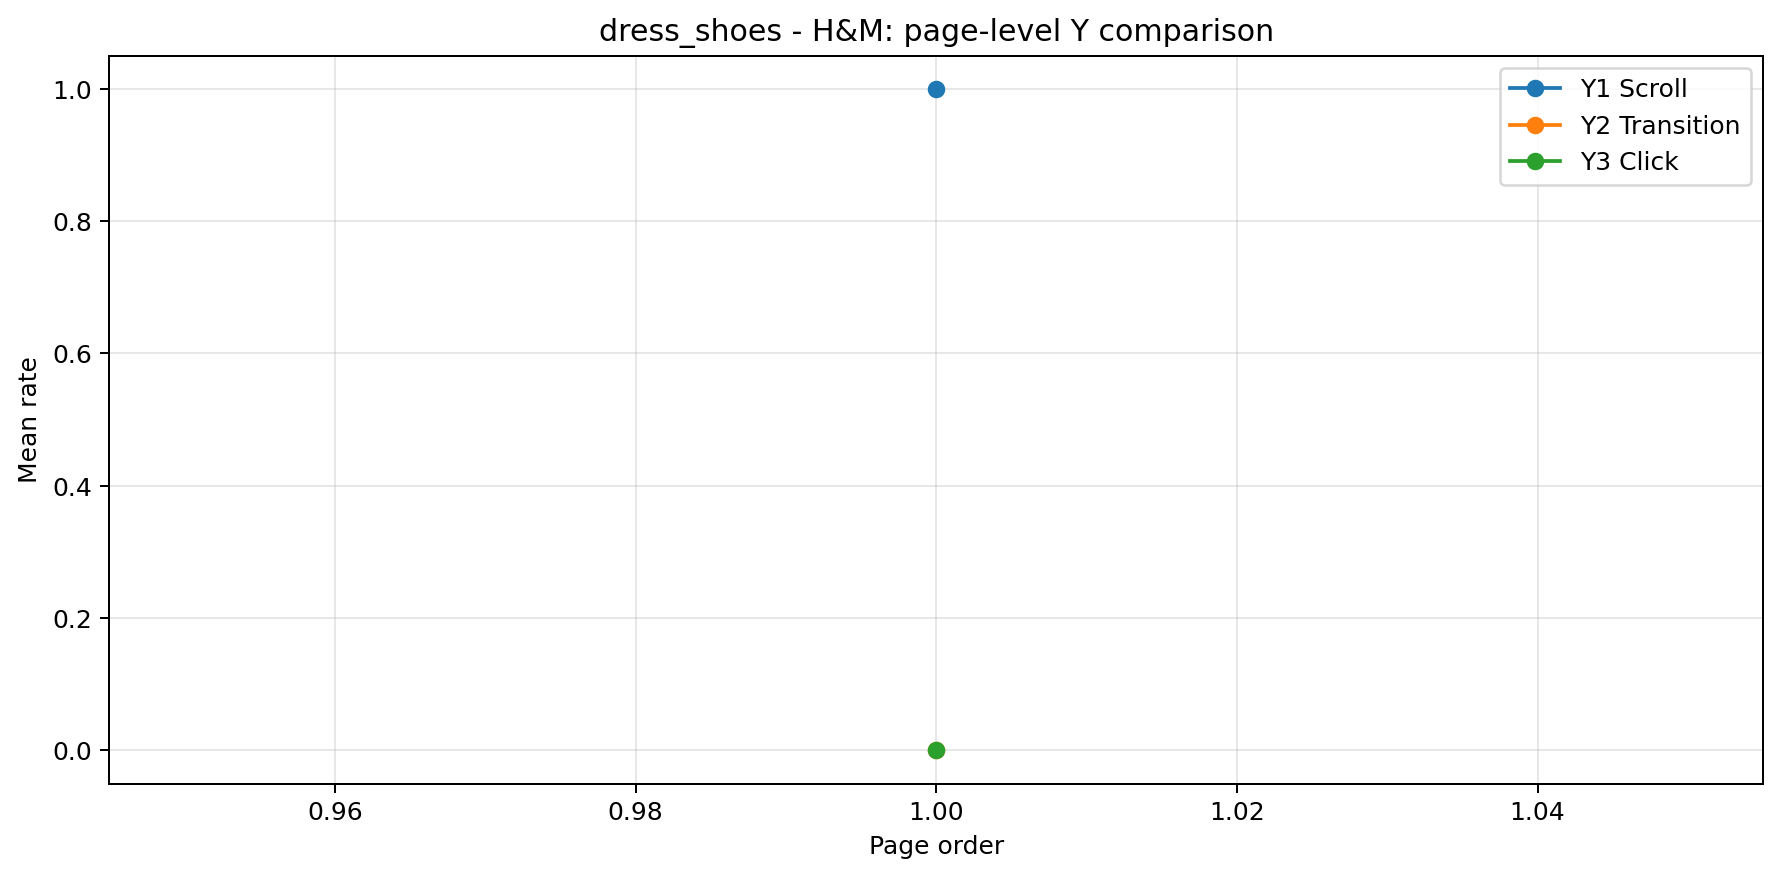 dress_shoes - H&M: page-level Y comparison
Y1 Scroll
Y2 Transition
Y3 Click
Mean rate
1.0
0.8
0.6
0.4
0.2
0.0
0.96 0.98 1.00 1.02 1.04
Page order